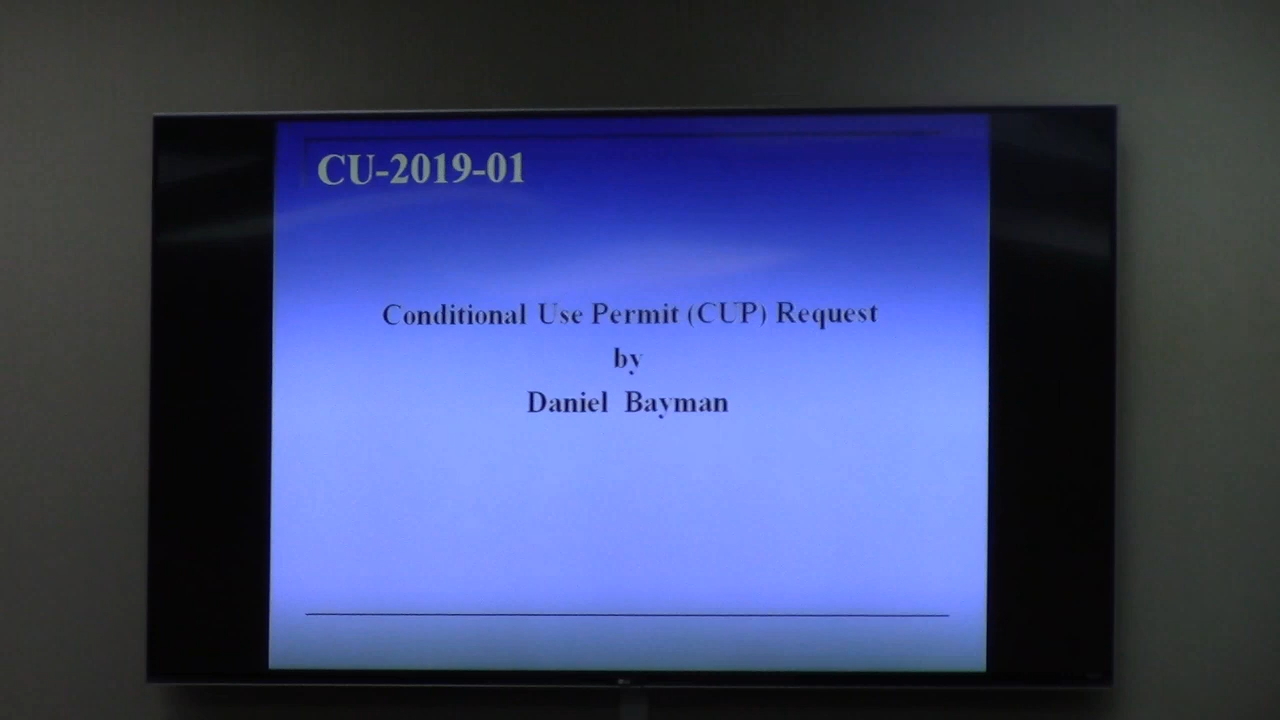 CU-2019-01
Conditional Use Permit (CUP) Request
by
Daniel Bayman